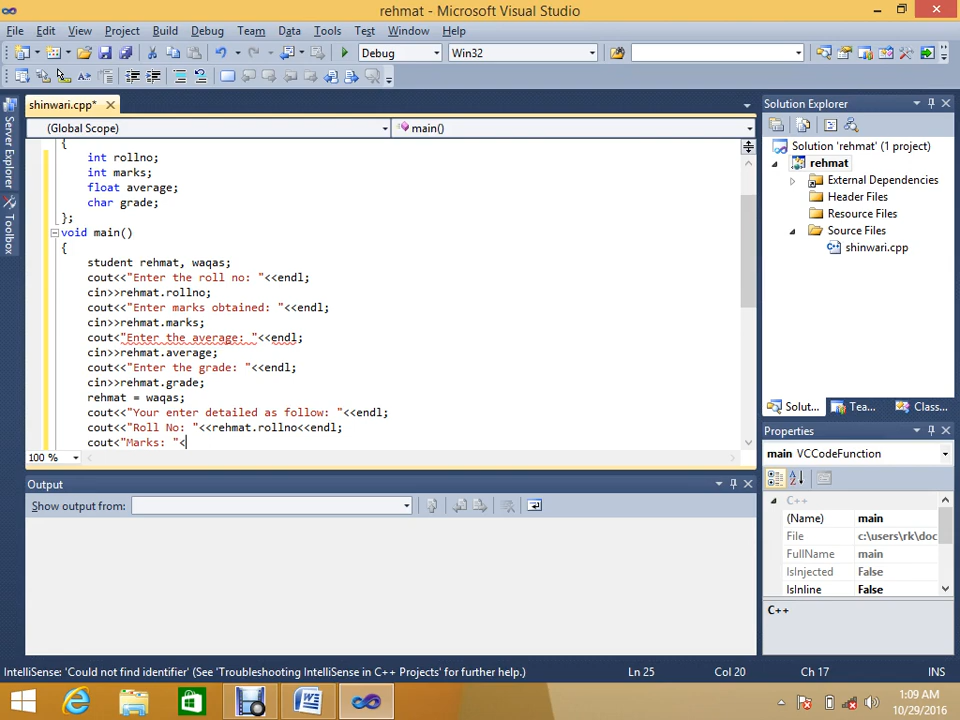 rehmat - Microsoft Visual Studio
File Edit View Project Build Debug Team Data Tools Test Window Help
Debug Win32
shinwari.cpp*
(Global Scope) main()
{
int rollno;
int marks;
float average;
char grade;
};
void main()
{
student rehmat, waqas;
cout<<"Enter the roll no: "<<endl;
cin>>rehmat.rollno;
cout<<"Enter marks obtained: "<<endl;
cin>>rehmat.marks;
cout<"Enter the average: "<<endl;
cin>>rehmat.average;
cout<<"Enter the grade: "<<endl;
cin>>rehmat.grade;
rehmat = waqas;
cout<<"Your enter detailed as follow: "<<endl;
cout<<"Roll No: "<<rehmat.rollno<<endl;
cout<"Marks: "<
100 %
Output
Show output from:
Server Explorer
Toolbox
Solution Explorer
Solution 'rehmat' (1 project)
rehmat
External Dependencies
Header Files
Resource Files
Source Files
shinwari.cpp
Solut... Tea... Class...
Properties
main VCCodeFunction
C++
(Name) main
File c:\users\rk\doc
FullName main
IsInjected False
IsInline False
C++
IntelliSense: 'Could not find identifier' (See 'Troubleshooting IntelliSense in C++ Projects' for further help.) Ln 25 Col 20 Ch 17 INS
1:09 AM
10/29/2016